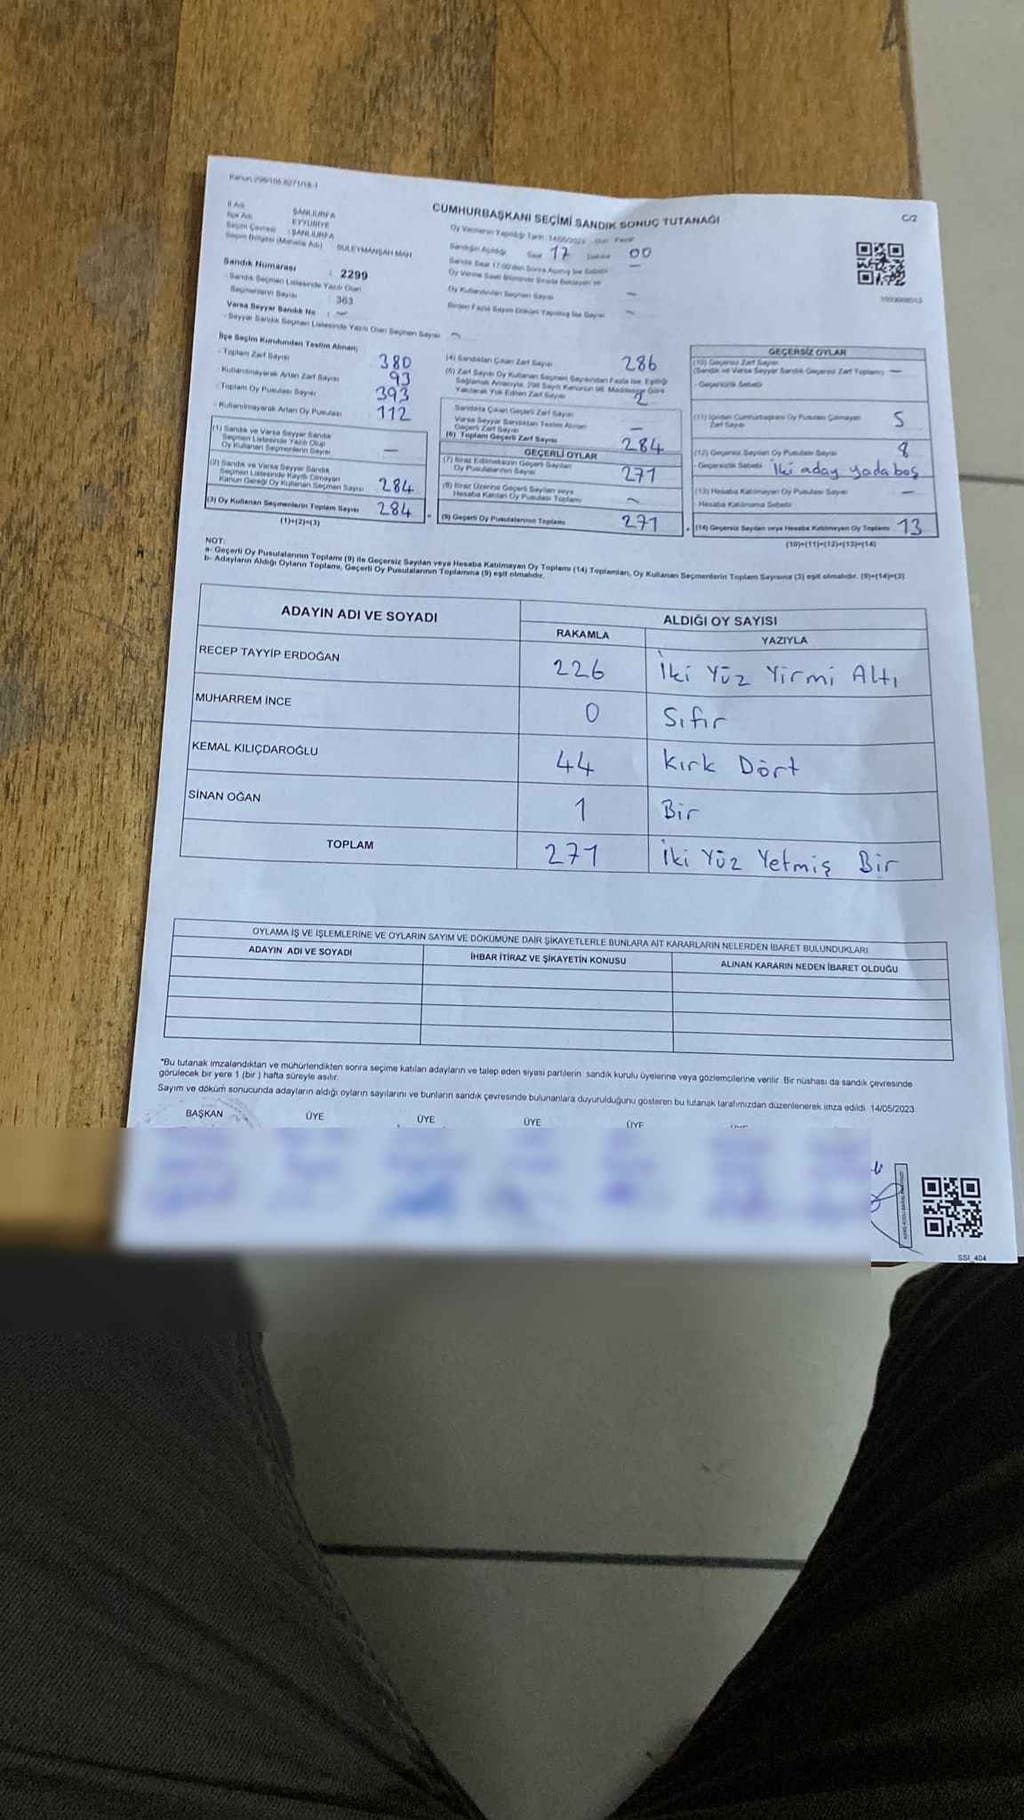 Kanun 298/105 6271/18-1
C/2
CUMHURBAŞKANI SEÇİMİ SANDIK SONUÇ TUTANAĞI
İl Adı ŞANLIURFA
İlçe Adı EYYÜBİYE
Seçim Çevresi : ŞANLIURFA
Seçim Bölgesi (Mahalle Adı) SÜLEYMANŞAH MAH
Sandık Numarası : 2299
Sandık Seçmen Listesinde Yazılı Olan
Seçmenlerin Sayısı 363
Varsa Seyyar Sandık No : -
- Seyyar Sandık Seçmen Listesinde Yazılı Olan Seçmen Sayısı
Oy Vermenin Yapıldığı Tarih 14/05/2023
Sandığın Açıldığı Saat 17 00
Oy Kullandırılan Seçmen Sayısı -
Birden Fazla Sayım Döküm Yapılmış İse Sayısı
İlçe Seçim Kurulundan Teslim Alınan;
- Toplam Zarf Sayısı 380
- Kullanılmayarak Artan Zarf Sayısı 93
- Toplam Oy Pusulası Sayısı 393
- Kullanılmayarak Artan Oy Pusulası 112
(1) Sandık ve Varsa Seyyar Sandık
Seçmen Listesinde Yazılı Olup
Oy Kullanan Seçmenlerin Sayısı -
(2) Sandık ve Varsa Seyyar Sandık
Seçmen Listesinde Kayıtlı Olmayan
Kanun Gereği Oy Kullanan Seçmen Sayısı 284
(3) Oy Kullanan Seçmenlerin Toplam Sayısı 284
(1)+(2)=(3)
(4) Sandıktan Çıkan Zarf Sayısı 286
(5) Zarf Sayısı Oy Kullanan Seçmen Sayısından Fazla İse, Eşitliği
Sağlamak Amacıyla, 298 Sayılı Kanunun 98. Maddesine Göre
Yakılarak Yok Edilen Zarf Sayısı 2
Sandıkta Çıkan Geçerli Zarf Sayısı
Varsa Seyyar Sandıktan Teslim Alınan
Geçerli Zarf Sayısı -
(6) Toplam Geçerli Zarf Sayısı 284
GEÇERLİ OYLAR
(7) İtiraz Edilmeksizin Geçerli Sayılan
Oy Pusulalarının Sayısı 271
(8) İtiraz Üzerine Geçerli Sayılan veya
Hesaba Katılan Oy Pusulası Toplamı
(9) Geçerli Oy Pusulalarının Toplamı 271
GEÇERSİZ OYLAR
(10) Geçersiz Zarf Sayısı
(Sandık ve Varsa Seyyar Sandık Geçersiz Zarf Toplamı) -
- Geçersizlik Sebebi
(11) İçinden Cumhurbaşkanı Oy Pusulası Çıkmayan
Zarf Sayısı 5
(12) Geçersiz Sayılan Oy Pusulası Sayısı 8
- Geçersizlik Sebebi İki aday yada boş
(13) Hesaba Katılmayan Oy Pusulası Sayısı -
Hesaba Katılmama Sebebi
(14) Geçersiz Sayılan veya Hesaba Katılmayan Oy Toplamı 13
(10)+(11)+(12)+(13)=(14)
NOT:
a- Geçerli Oy Pusulalarının Toplamı (9) ile Geçersiz Sayılan veya Hesaba Katılmayan Oy Toplamı (14) Toplamları, Oy Kullanan Seçmenlerin Toplam Sayısına (3) eşit olmalıdır. (9)+(14)=(3)
b- Adayların Aldığı Oyların Toplamı, Geçerli Oy Pusulalarının Toplamına (9) eşit olmalıdır.
ADAYIN ADI VE SOYADI ALDIĞI OY SAYISI
RAKAMLA YAZIYLA
RECEP TAYYİP ERDOĞAN 226 İki Yüz Yirmi Altı
MUHARREM İNCE 0 Sıfır
KEMAL KILIÇDAROĞLU 44 Kırk Dört
SİNAN OĞAN 1 Bir
TOPLAM 271 İki Yüz Yetmiş Bir
OYLAMA İŞ VE İŞLEMLERİNE VE OYLARIN SAYIM VE DÖKÜMÜNE DAİR ŞİKAYETLERLE BUNLARA AİT KARARLARIN NELERDEN İBARET BULUNDUKLARI
ADAYIN ADI VE SOYADI İHBAR İTİRAZ VE ŞİKAYETİN KONUSU ALINAN KARARIN NEDEN İBARET OLDUĞU
*Bu tutanak imzalandıktan ve mühürlendikten sonra seçime katılan adayların ve talep eden siyasi partilerin sandık kurulu üyelerine veya gözlemcilerine verilir. Bir nüshası da sandık çevresinde
görülecek bir yere 1 (bir) hafta süreyle asılır.
Sayım ve döküm sonucunda adayların aldığı oyların sayılarını ve bunların sandık çevresinde bulunanlara duyurulduğunu gösteren bu tutanak tarafımızdan düzenlenerek imza edildi. 14/05/2023
BAŞKAN ÜYE ÜYE ÜYE ÜYE
SSI_404